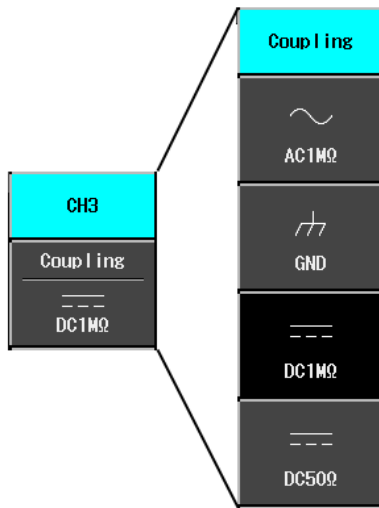 CH3
Coupling
DC1MΩ
Coupling
AC1MΩ
GND
DC1MΩ
DC50Ω